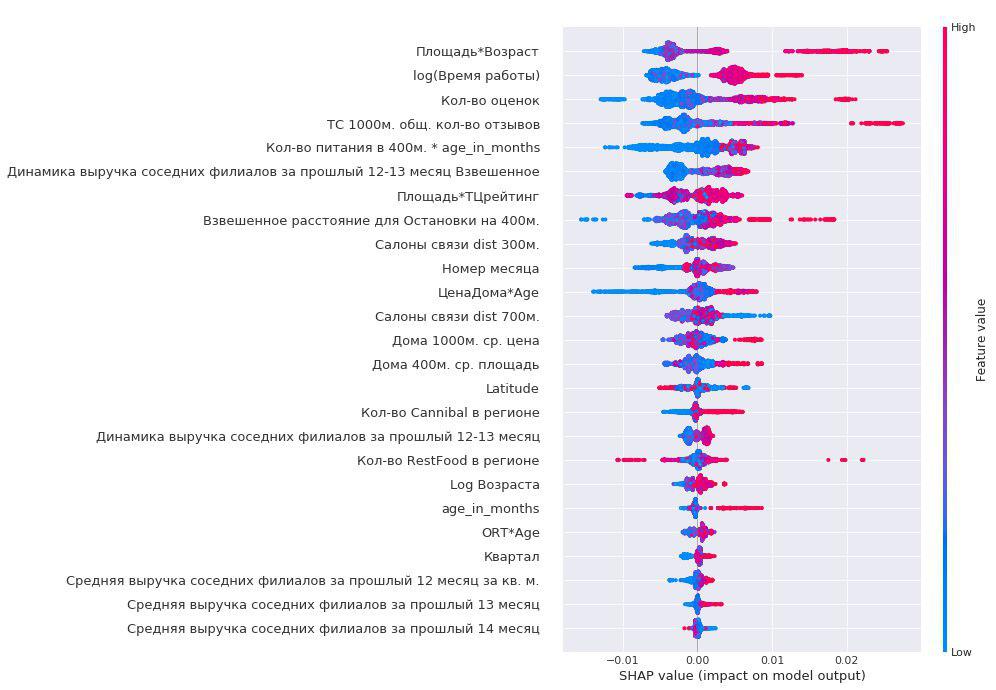 High
Площадь*Возраст
log(Время работы)
Кол-во оценок
ТС 1000м. общ. кол-во отзывов
Кол-во питания в 400м. * age_in_months
Динамика выручка соседних филиалов за прошлый 12-13 месяц Взвешенное
Площадь*ТЦрейтинг
Взвешенное расстояние для Остановки на 400м.
Салоны связи dist 300м.
Номер месяца
ЦенаДома*Age
Салоны связи dist 700м.
Дома 1000м. ср. цена
Дома 400м. ср. площадь
Latitude
Кол-во Cannibal в регионе
Динамика выручка соседних филиалов за прошлый 12-13 месяц
Кол-во RestFood в регионе
Log Возраста
age_in_months
ORT*Age
Квартал
Средняя выручка соседних филиалов за прошлый 12 месяц за кв. м.
Средняя выручка соседних филиалов за прошлый 13 месяц
Средняя выручка соседних филиалов за прошлый 14 месяц
Feature value
Low
−0.01 0.00 0.01 0.02
SHAP value (impact on model output)